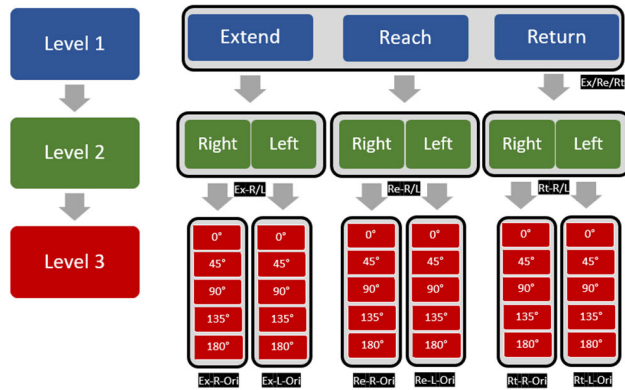 Level 1
Extend Reach Return
Ex/Re/Rt
Level 2
Right Left Right Left Right Left
Ex-R/L Re-R/L Rt-R/L
Level 3
0° 0° 0° 0° 0° 0°
45° 45° 45° 45° 45° 45°
90° 90° 90° 90° 90° 90°
135° 135° 135° 135° 135° 135°
180° 180° 180° 180° 180° 180°
Ex-R-Ori Ex-L-Ori Re-R-Ori Re-L-Ori Rt-R-Ori Rt-L-Ori